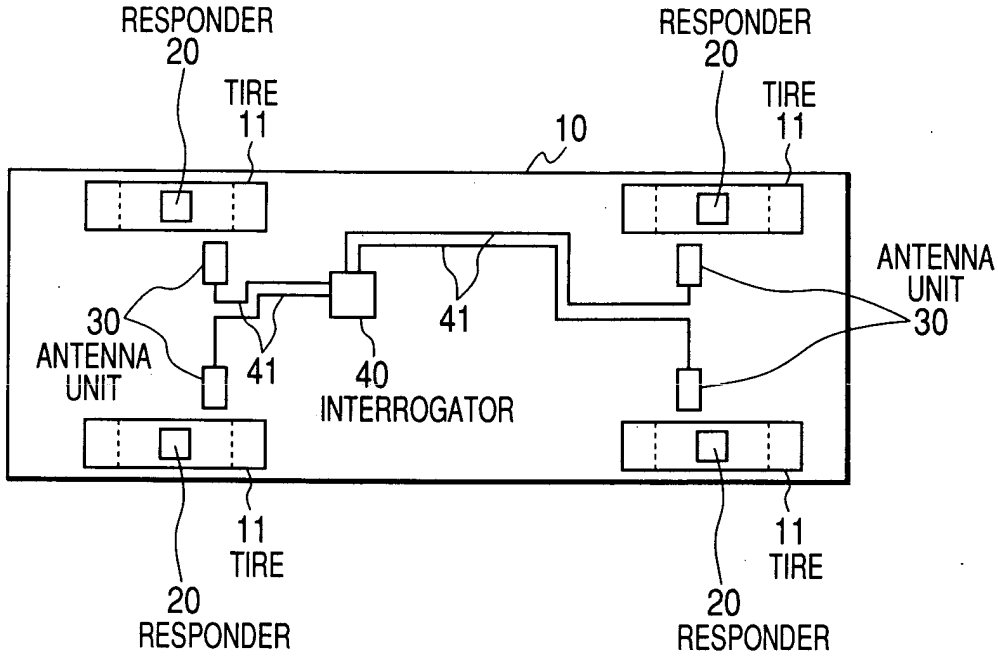 RESPONDER
20
RESPONDER
20
TIRE
11
TIRE
11
10
ANTENNA
UNIT
30
30
ANTENNA
UNIT
41
41
40
INTERROGATOR
11
TIRE
11
TIRE
20
RESPONDER
20
RESPONDER